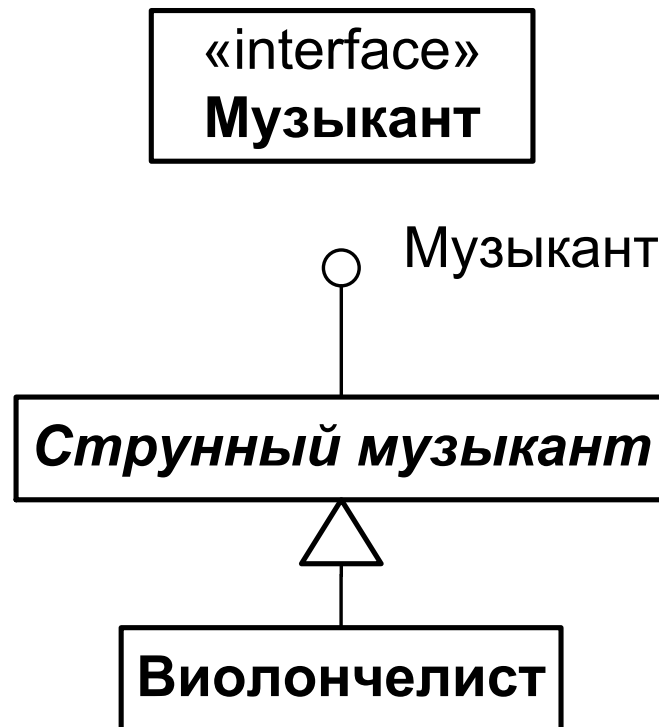 «interface»
Музыкант
Музыкант
Струнный музыкант
Виолончелист